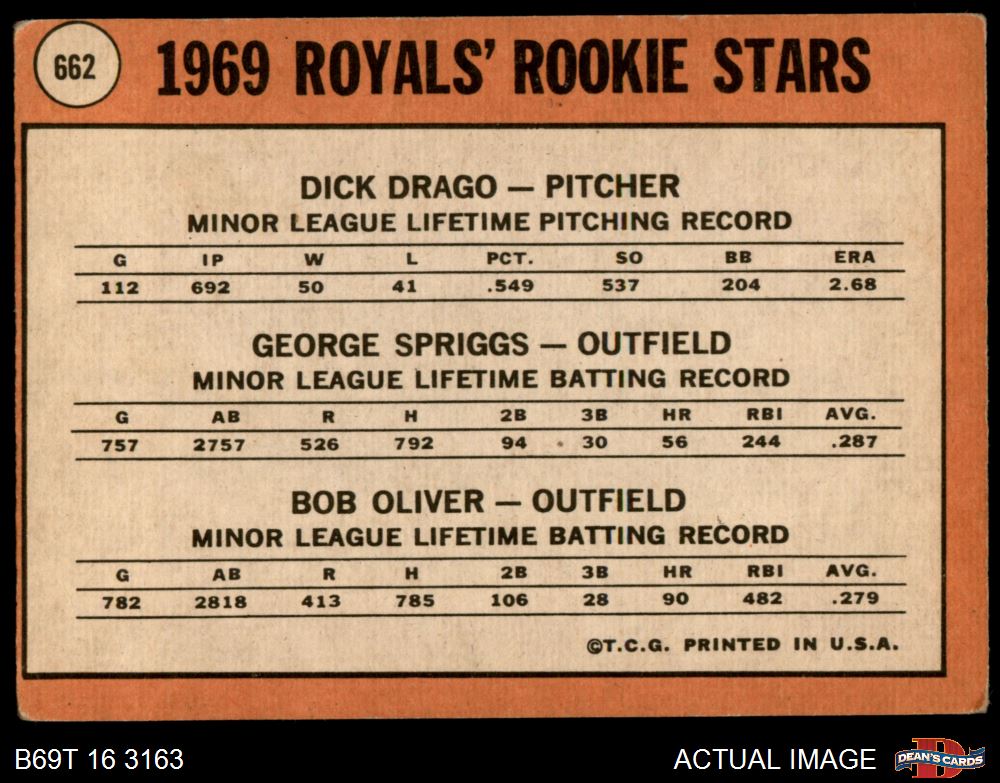 662
1969 ROYALS' ROOKIE STARS
DICK DRAGO — PITCHER
MINOR LEAGUE LIFETIME PITCHING RECORD
G IP W L PCT. SO BB ERA
112 692 50 41 .549 537 204 2.68
GEORGE SPRIGGS — OUTFIELD
MINOR LEAGUE LIFETIME BATTING RECORD
G AB R H 2B 3B HR RBI AVG.
757 2757 526 792 94 30 56 244 .287
BOB OLIVER — OUTFIELD
MINOR LEAGUE LIFETIME BATTING RECORD
G AB R H 2B 3B HR RBI AVG.
782 2818 413 785 106 28 90 482 .279
©T.C.G. PRINTED IN U.S.A.
B69T 16 3163
ACTUAL IMAGE
D
DEAN'S CARDS